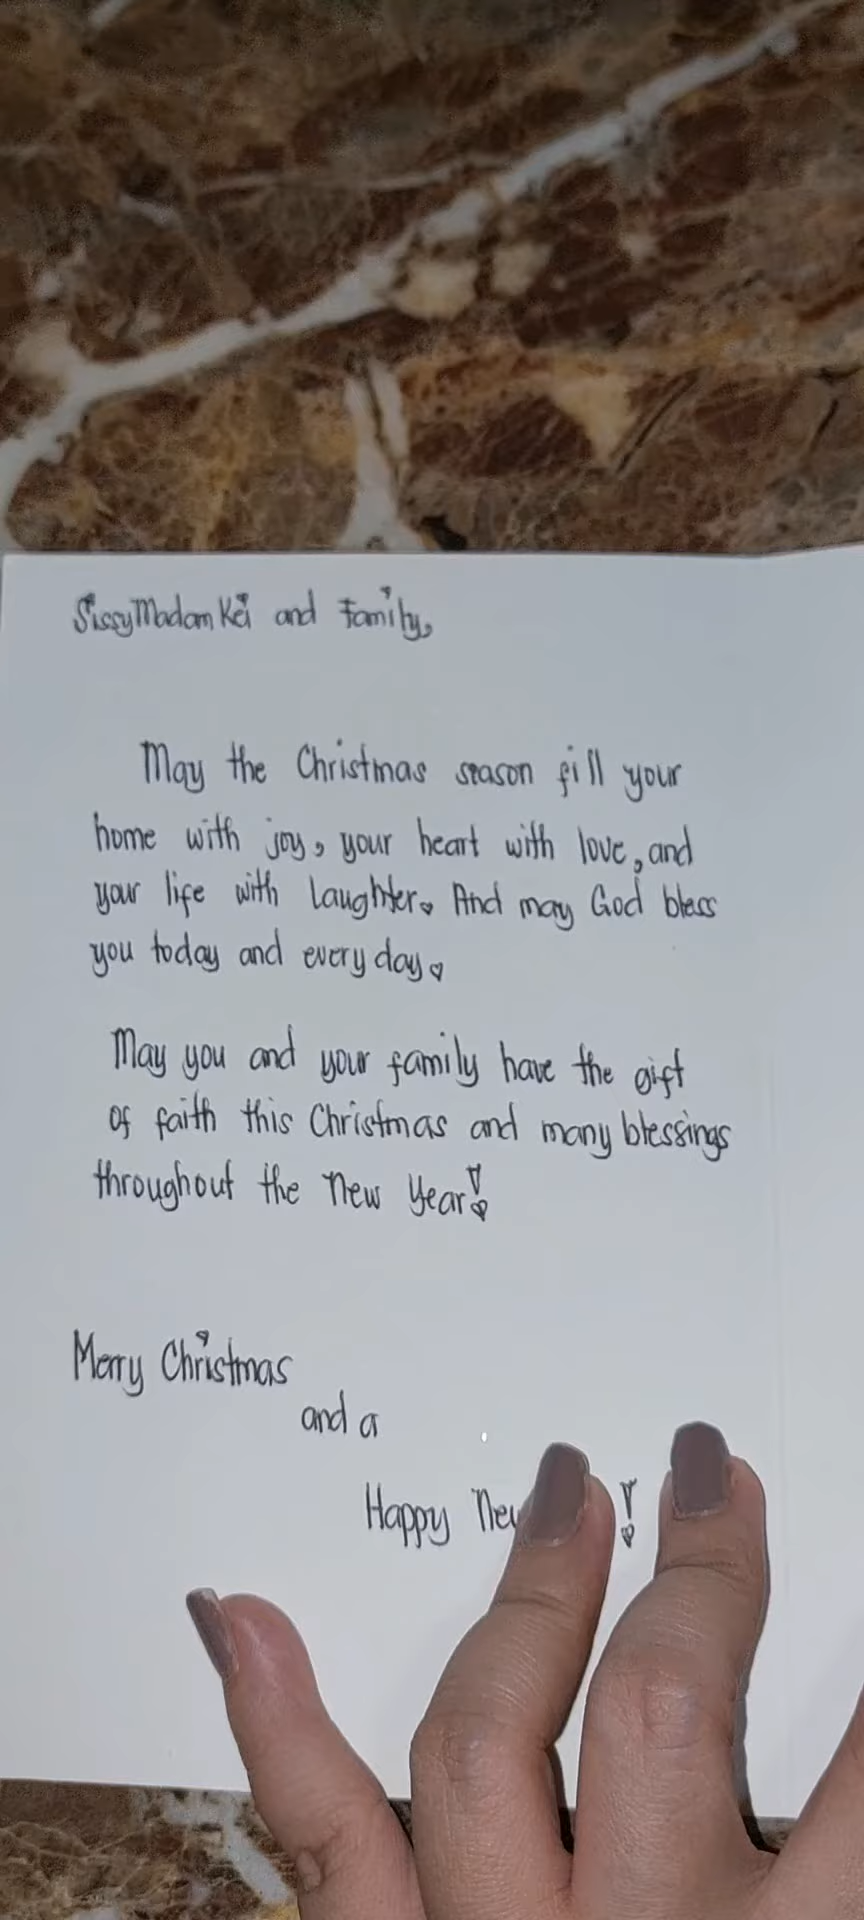 SissyMadam Kei and Family,
May the Christmas season fill your
home with joy, your heart with love, and
your life with laughter. And may God bless
you today and every day.
May you and your family have the gift
of faith this Christmas and many blessings
throughout the New Year!
Merry Christmas
and a
Happy New !